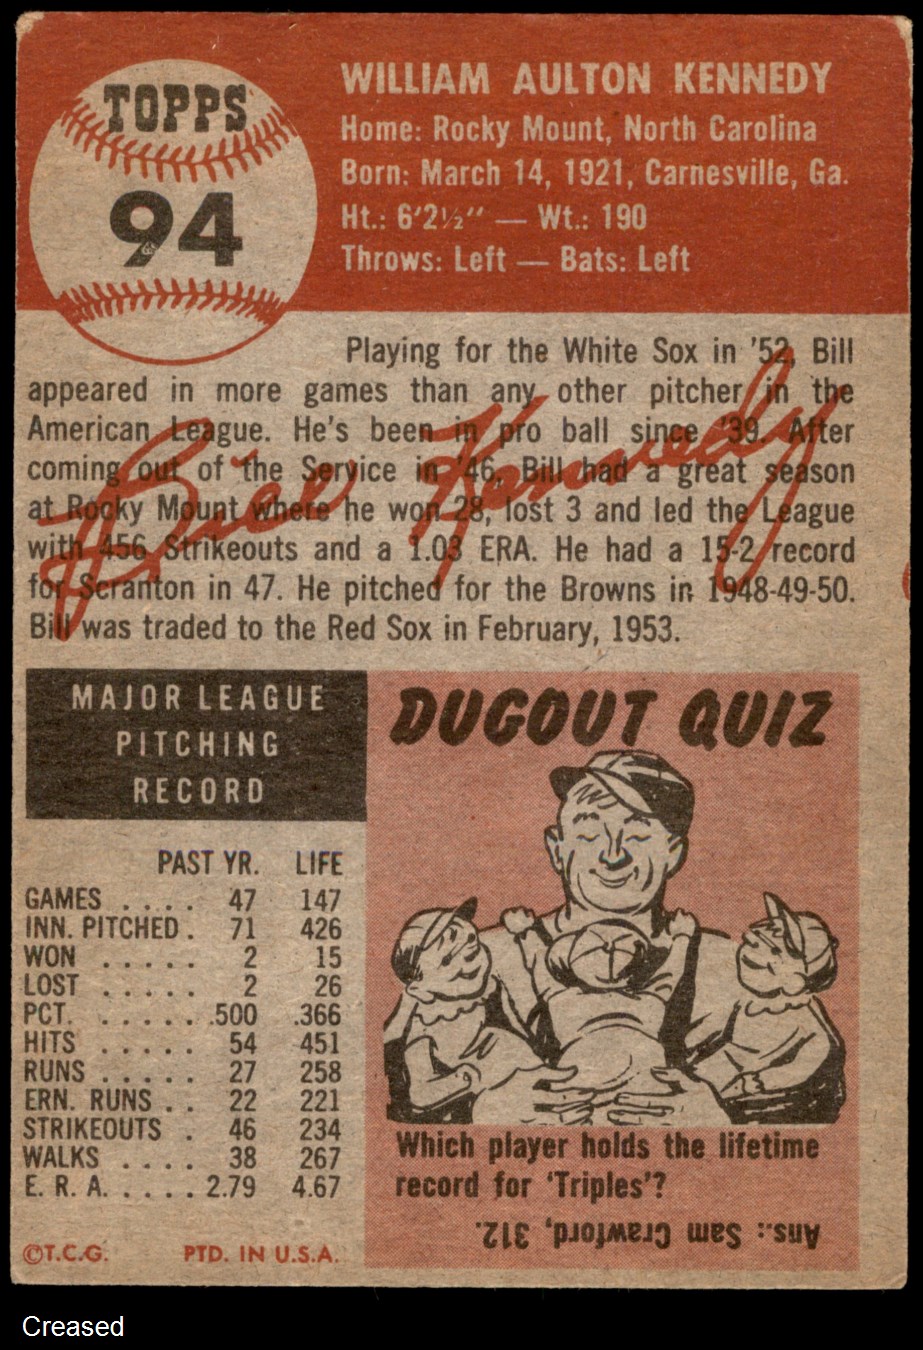 TOPPS
94
WILLIAM AULTON KENNEDY
Home: Rocky Mount, North Carolina
Born: March 14, 1921, Carnesville, Ga.
Ht.: 6'2½" — Wt.: 190
Throws: Left — Bats: Left
Playing for the White Sox in '52, Bill
appeared in more games than any other pitcher in the
American League. He's been in pro ball since '39. After
coming out of the Service in '46, Bill had a great season
at Rocky Mount where he won 28, lost 3 and led the League
with 456 Strikeouts and a 1.03 ERA. He had a 15-2 record
for Scranton in 47. He pitched for the Browns in 1948-49-50.
Bill was traded to the Red Sox in February, 1953.
Bill Kennedy
MAJOR LEAGUE
PITCHING
RECORD
PAST YR. LIFE
GAMES . . . . 47 147
INN. PITCHED . 71 426
WON . . . . . 2 15
LOST . . . . . 2 26
PCT. . . . . . .500 .366
HITS . . . . . 54 451
RUNS . . . . . 27 258
ERN. RUNS . . 22 221
STRIKEOUTS . 46 234
WALKS . . . . 38 267
E. R. A. . . . . . 2.79 4.67
©T.C.G. PTD. IN U.S.A.
DUGOUT QUIZ
Which player holds the lifetime
record for 'Triples'?
Ans.: Sam Crawford, 312.
Creased